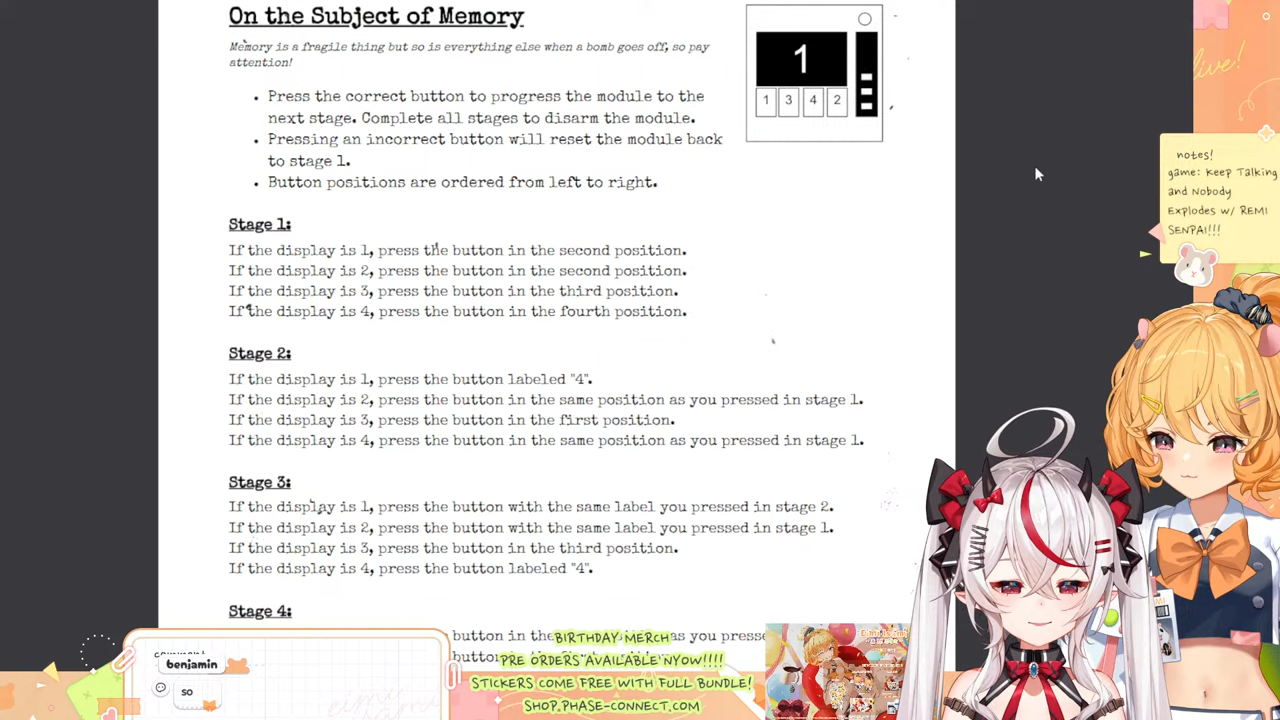 On the Subject of Memory
Memory is a fragile thing but so is everything else when a bomb goes off, so pay
attention!
• Press the correct button to progress the module to the
next stage. Complete all stages to disarm the module.
• Pressing an incorrect button will reset the module back
to stage 1.
• Button positions are ordered from left to right.
1
1 3 4 2
Stage 1:
If the display is 1, press the button in the second position.
If the display is 2, press the button in the second position.
If the display is 3, press the button in the third position.
If the display is 4, press the button in the fourth position.
Stage 2:
If the display is 1, press the button labeled "4".
If the display is 2, press the button in the same position as you pressed in stage 1.
If the display is 3, press the button in the first position.
If the display is 4, press the button in the same position as you pressed in stage 1.
Stage 3:
If the display is 1, press the button with the same label you pressed in stage 2.
If the display is 2, press the button with the same label you pressed in stage 1.
If the display is 3, press the button in the third position.
If the display is 4, press the button labeled "4".
Stage 4:
button in the as you presse
butto
live!
notes!
game: Keep Talking
and Nobody
Explodes w/ REMI
SENPAI!!!
benjamin
so
BIRTHDAY MERCH
PRE ORDERS AVAILABLE NYOW!!!!
STICKERS COME FREE WITH FULL BUNDLE!
SHOP.PHASE-CONNECT.COM